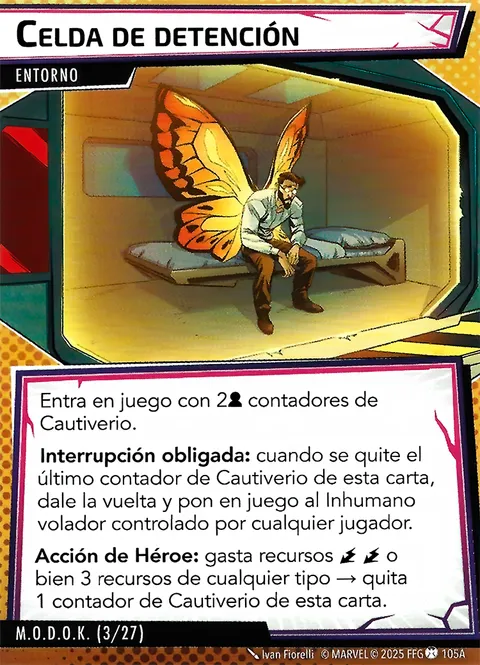 CELDA DE DETENCIÓN
ENTORNO
Entra en juego con 2 contadores de
Cautiverio.
Interrupción obligada: cuando se quite el
último contador de Cautiverio de esta carta,
dale la vuelta y pon en juego al Inhumano
volador controlado por cualquier jugador.
Acción de Héroe: gasta recursos o
bien 3 recursos de cualquier tipo → quita
1 contador de Cautiverio de esta carta.
M.O.D.O.K. (3/27)
Ivan Fiorelli © MARVEL © 2025 FFG 105A